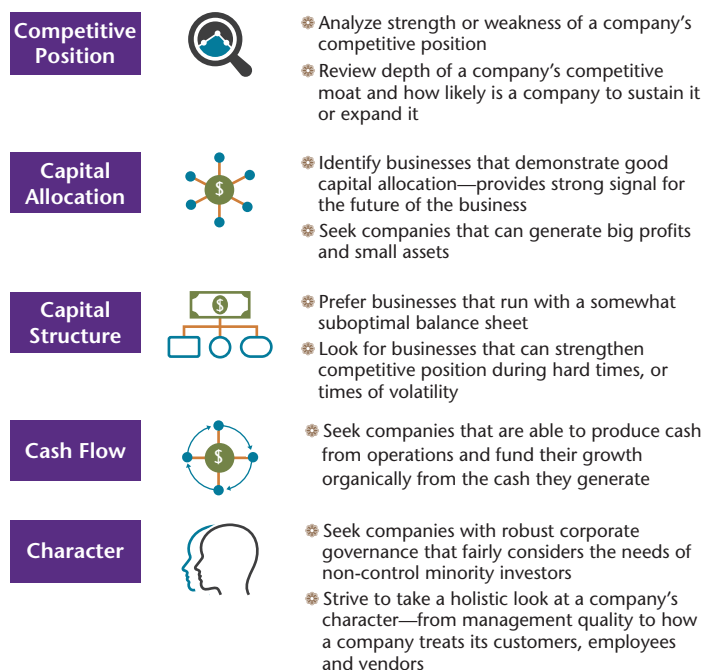 Competitive
Position
Analyze strength or weakness of a company's
competitive position
Review depth of a company's competitive
moat and how likely is a company to sustain it
or expand it
Capital
Allocation
$
Identify businesses that demonstrate good
capital allocation—provides strong signal for
the future of the business
Seek companies that can generate big profits
and small assets
Capital
Structure
$
Prefer businesses that run with a somewhat
suboptimal balance sheet
Look for businesses that can strengthen
competitive position during hard times, or
times of volatility
Cash Flow
$
Seek companies that are able to produce cash
from operations and fund their growth
organically from the cash they generate
Character
Seek companies with robust corporate
governance that fairly considers the needs of
non-control minority investors
Strive to take a holistic look at a company's
character—from management quality to how
a company treats its customers, employees
and vendors